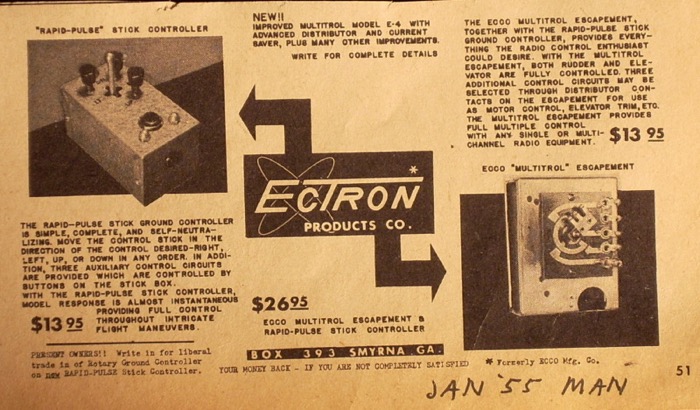 "RAPID-PULSE" STICK CONTROLLER
THE RAPID-PULSE STICK GROUND CONTROLLER
IS SIMPLE, COMPLETE, AND SELF-NEUTRA-
LIZING. MOVE THE CONTROL STICK IN THE
DIRECTION OF THE CONTROL DESIRED-RIGHT,
LEFT, UP, OR DOWN IN ANY ORDER. IN ADDI-
TION, THREE AUXILIARY CONTROL CIRCUITS
ARE PROVIDED WHICH ARE CONTROLLED BY
BUTTONS ON THE STICK BOX.
WITH THE RAPID-PULSE STICK CONTROLLER,
MODEL RESPONSE IS ALMOST INSTANTANEOUS
PROVIDING FULL CONTROL
THROUGHOUT INTRICATE
FLIGHT MANEUVERS.
$13 95
PRESENT OWNERS!! Write in for liberal
trade in of Rotary Ground Controller
on new RAPID-PULSE Stick Controller.
NEW!!
IMPROVED MULTITROL MODEL E-4 WITH
ADVANCED DISTRIBUTOR AND CURRENT
SAVER, PLUS MANY OTHER IMPROVEMENTS.
WRITE FOR COMPLETE DETAILS
ECTRON*
PRODUCTS CO.
$26 95
ECCO MULTITROL ESCAPEMENT &
RAPID-PULSE STICK CONTROLLER
BOX 393 SMYRNA GA.
YOUR MONEY BACK - IF YOU ARE NOT COMPLETELY SATISFIED
THE ECCO MULTITROL ESCAPEMENT,
TOGETHER WITH THE RAPID-PULSE STICK
GROUND CONTROLLER, PROVIDES EVERY-
THING THE RADIO CONTROL ENTHUSIAST
COULD DESIRE. WITH THE MULTITROL
ESCAPEMENT, BOTH RUDDER AND ELE-
VATOR ARE FULLY CONTROLLED. THREE
ADDITIONAL CONTROL CIRCUITS MAY BE
SELECTED THROUGH DISTRIBUTOR CON-
TACTS ON THE ESCAPEMENT FOR USE
AS MOTOR CONTROL, ELEVATOR TRIM, ETC.
THE MULTITROL ESCAPEMENT PROVIDES
FULL MULTIPLE CONTROL
WITH ANY SINGLE OR MULTI-
CHANNEL RADIO EQUIPMENT.
$13 95
ECCO "MULTITROL" ESCAPEMENT
* Formerly ECCO Mfg. Co.
51
JAN '55 MAN